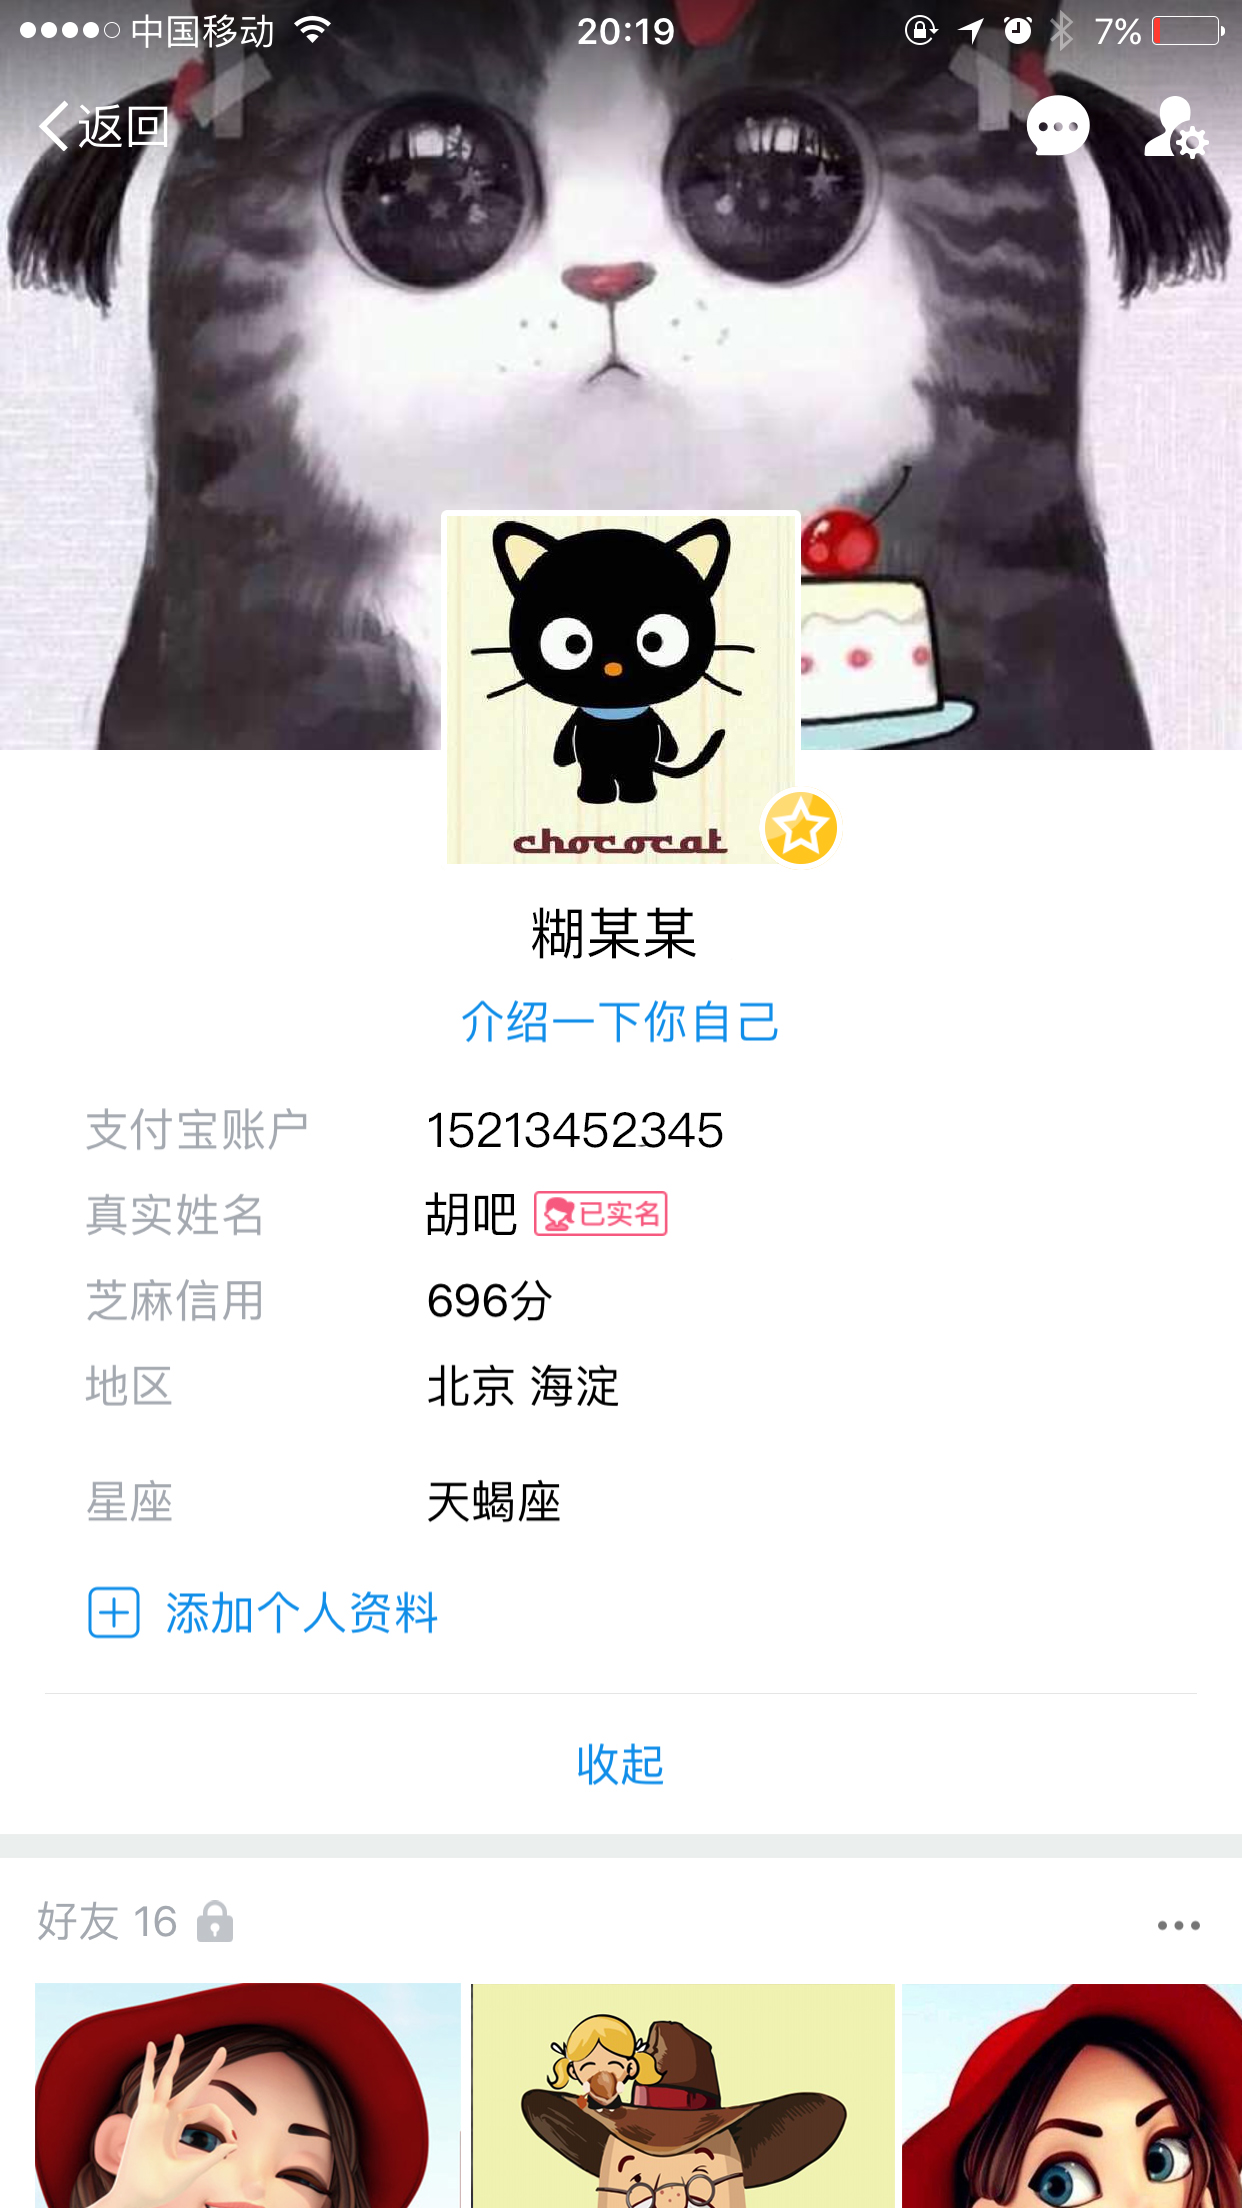 中国移动 20:19 7%
返回
chococat
糊某某
介绍一下你自己
支付宝账户 15213452345
真实姓名 胡吧 已实名
芝麻信用 696分
地区 北京 海淀
星座 天蝎座
添加个人资料
收起
好友 16